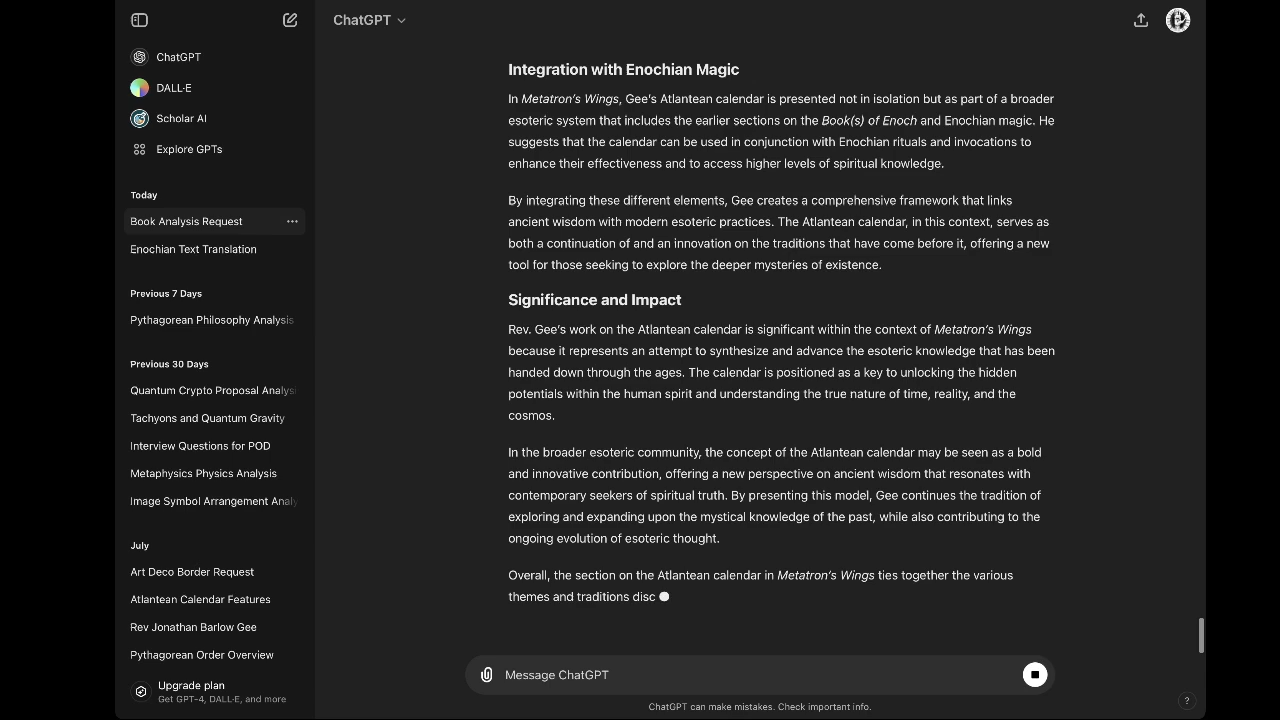 ChatGPT
ChatGPT
DALL·E
Scholar AI
Explore GPTs
Today
Book Analysis Request
Enochian Text Translation
Previous 7 Days
Pythagorean Philosophy Analysis
Previous 30 Days
Quantum Crypto Proposal Analysi
Tachyons and Quantum Gravity
Interview Questions for POD
Metaphysics Physics Analysis
Image Symbol Arrangement Analy
July
Art Deco Border Request
Atlantean Calendar Features
Rev Jonathan Barlow Gee
Pythagorean Order Overview
Upgrade plan
Get GPT-4, DALL·E, and more
Integration with Enochian Magic
In Metatron's Wings, Gee's Atlantean calendar is presented not in isolation but as part of a broader
esoteric system that includes the earlier sections on the Book(s) of Enoch and Enochian magic. He
suggests that the calendar can be used in conjunction with Enochian rituals and invocations to
enhance their effectiveness and to access higher levels of spiritual knowledge.
By integrating these different elements, Gee creates a comprehensive framework that links
ancient wisdom with modern esoteric practices. The Atlantean calendar, in this context, serves as
both a continuation of and an innovation on the traditions that have come before it, offering a new
tool for those seeking to explore the deeper mysteries of existence.
Significance and Impact
Rev. Gee's work on the Atlantean calendar is significant within the context of Metatron's Wings
because it represents an attempt to synthesize and advance the esoteric knowledge that has been
handed down through the ages. The calendar is positioned as a key to unlocking the hidden
potentials within the human spirit and understanding the true nature of time, reality, and the
cosmos.
In the broader esoteric community, the concept of the Atlantean calendar may be seen as a bold
and innovative contribution, offering a new perspective on ancient wisdom that resonates with
contemporary seekers of spiritual truth. By presenting this model, Gee continues the tradition of
exploring and expanding upon the mystical knowledge of the past, while also contributing to the
ongoing evolution of esoteric thought.
Overall, the section on the Atlantean calendar in Metatron's Wings ties together the various
themes and traditions disc
Message ChatGPT
ChatGPT can make mistakes. Check important info.
?